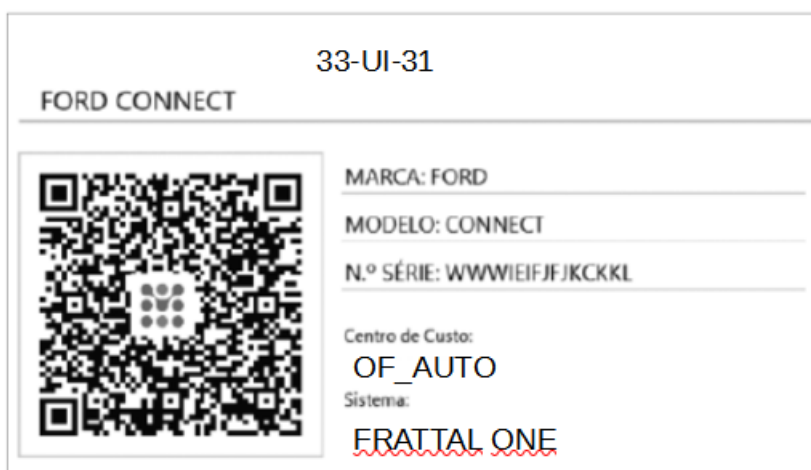 33-UI-31
FORD CONNECT
MARCA: FORD
MODELO: CONNECT
N.º SÉRIE: WWWIEIFJFJKCKKL
Centro de Custo:
OF_AUTO
Sistema:
FRATTAL ONE